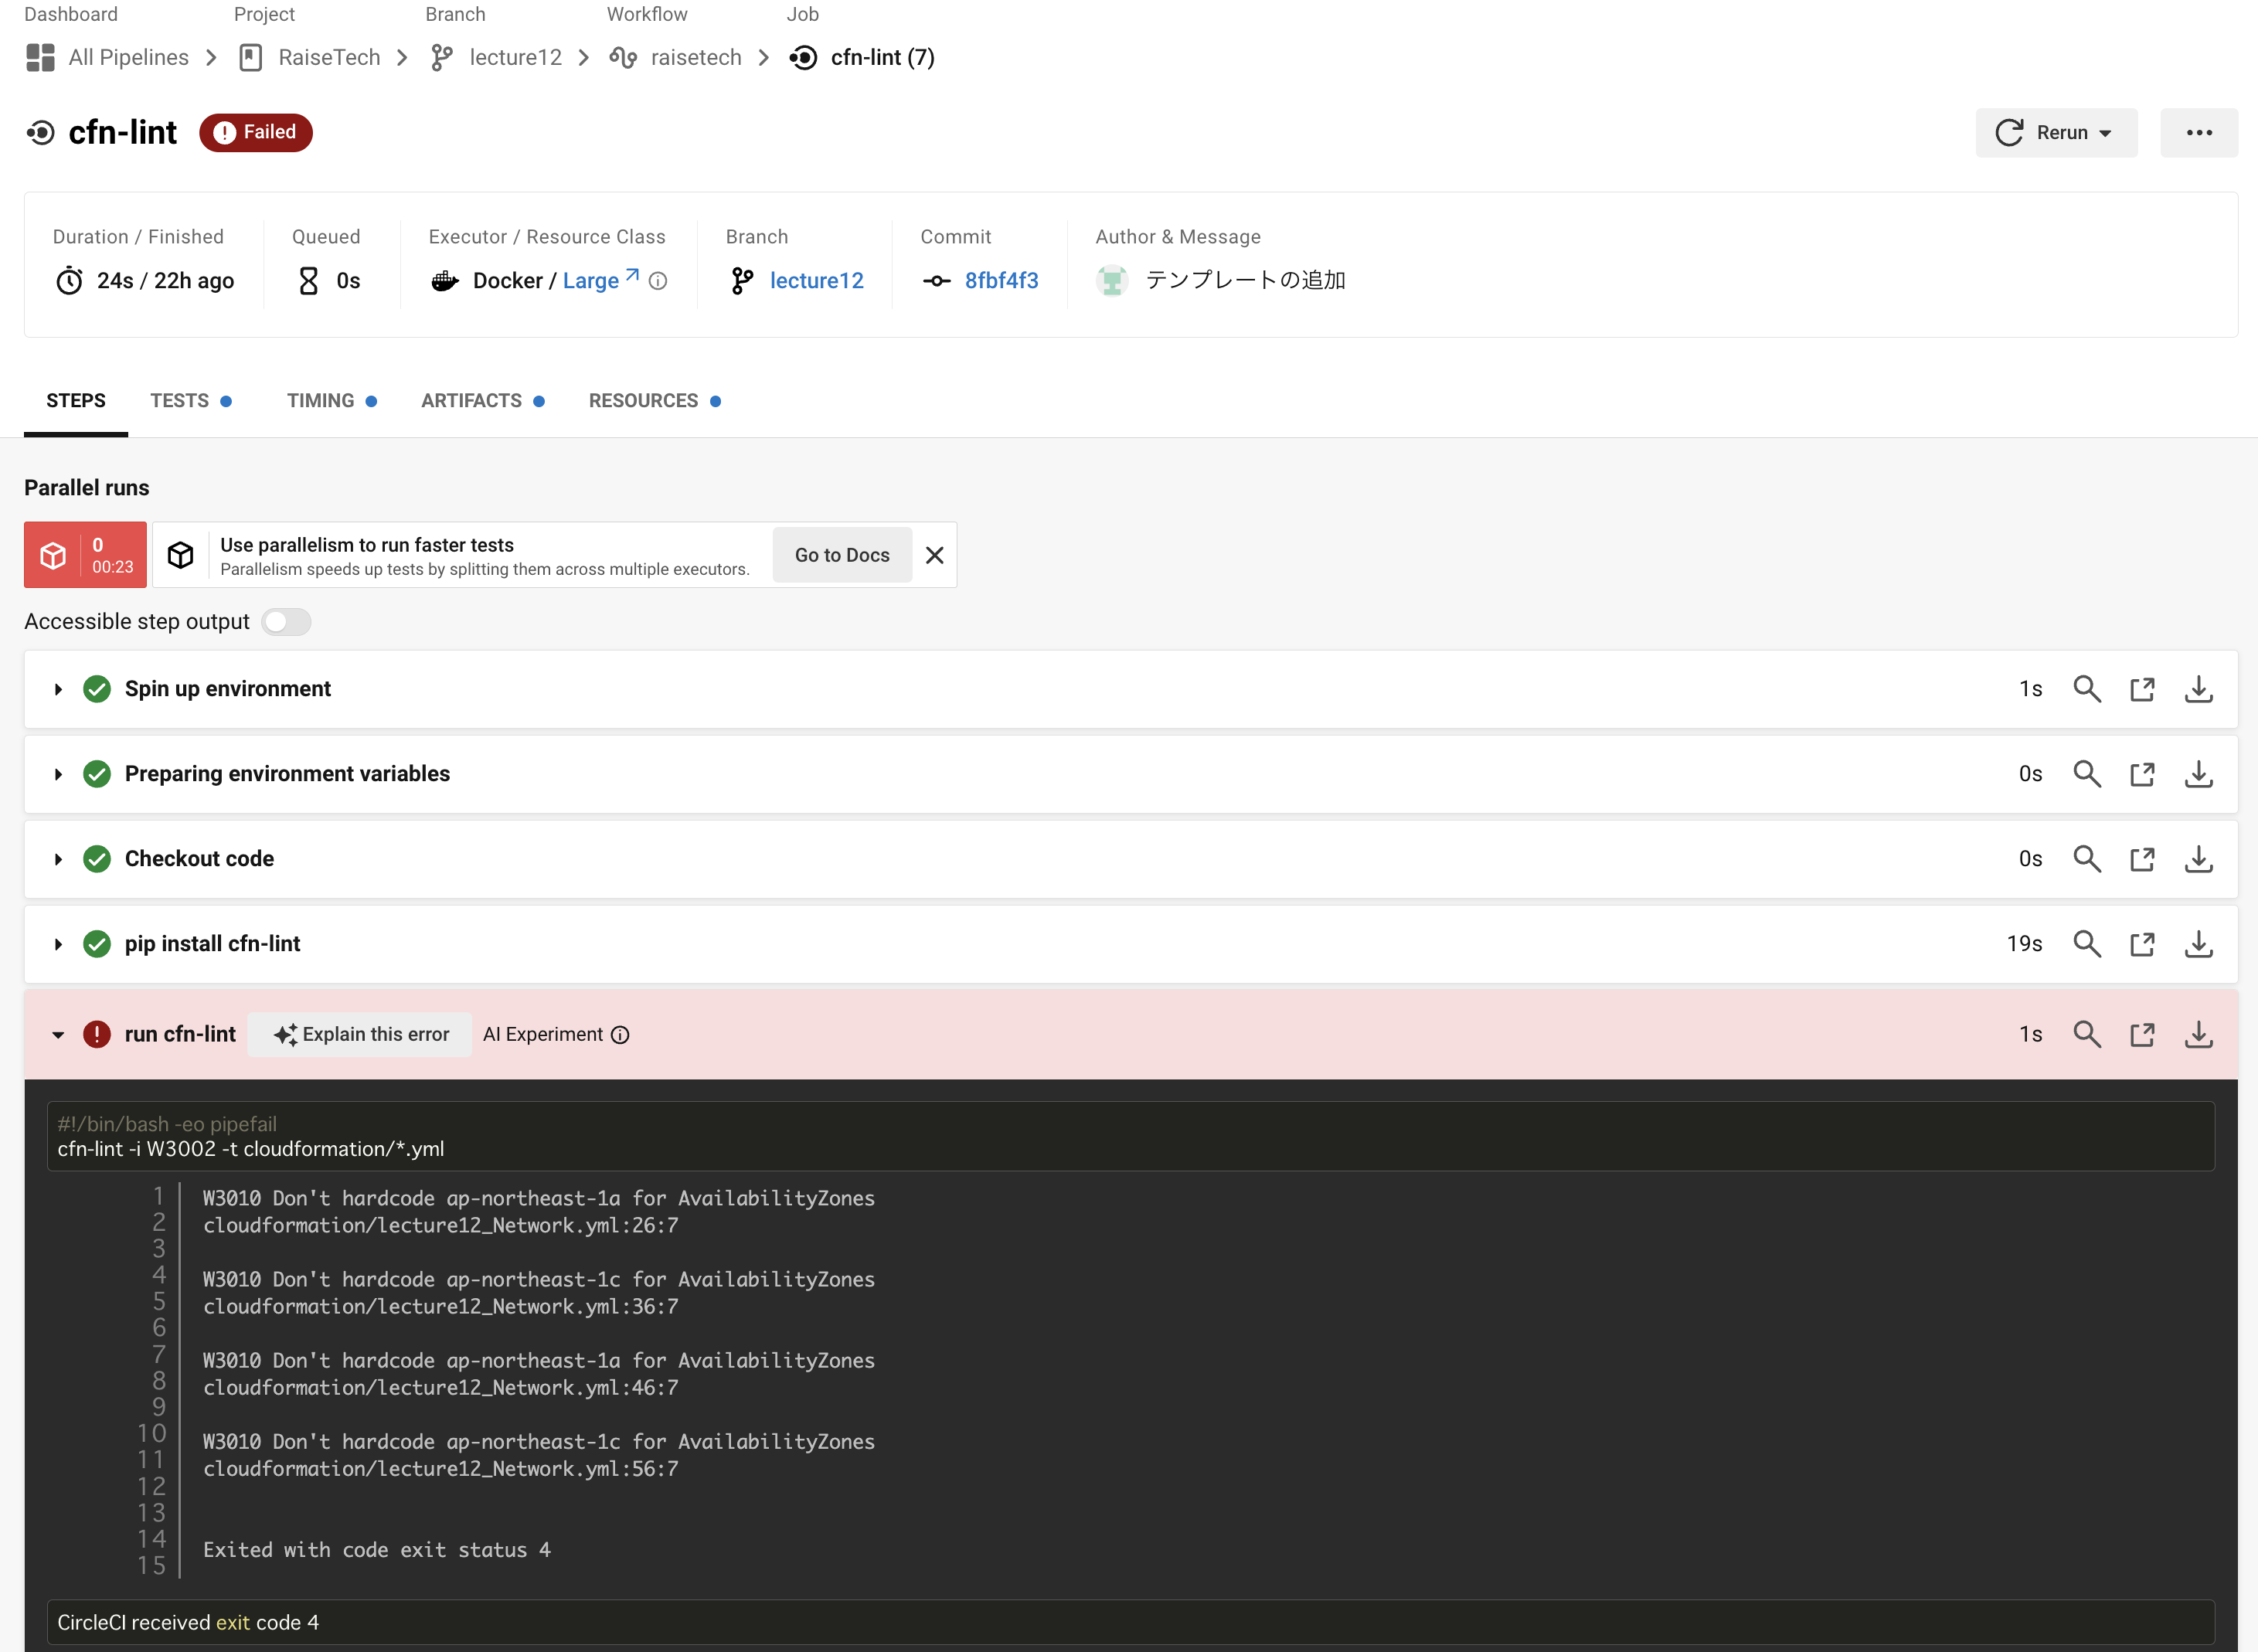 Dashboard Project Branch Workflow Job
All Pipelines RaiseTech lecture12 raisetech cfn-lint (7)
cfn-lint Failed Rerun
Duration / Finished Queued Executor / Resource Class Branch Commit Author & Message
24s / 22h ago 0s Docker / Large lecture12 8fbf4f3 テンプレートの追加
STEPS TESTS TIMING ARTIFACTS RESOURCES
Parallel runs
0
00:23
Use parallelism to run faster tests
Parallelism speeds up tests by splitting them across multiple executors.
Go to Docs
Accessible step output
Spin up environment 1s
Preparing environment variables 0s
Checkout code 0s
pip install cfn-lint 19s
run cfn-lint Explain this error AI Experiment 1s
#!/bin/bash -eo pipefail
cfn-lint -i W3002 -t cloudformation/*.yml
1 W3010 Don't hardcode ap-northeast-1a for AvailabilityZones
2 cloudformation/lecture12_Network.yml:26:7
3
4 W3010 Don't hardcode ap-northeast-1c for AvailabilityZones
5 cloudformation/lecture12_Network.yml:36:7
6
7 W3010 Don't hardcode ap-northeast-1a for AvailabilityZones
8 cloudformation/lecture12_Network.yml:46:7
9
10 W3010 Don't hardcode ap-northeast-1c for AvailabilityZones
11 cloudformation/lecture12_Network.yml:56:7
12
13
14 Exited with code exit status 4
15
CircleCI received exit code 4